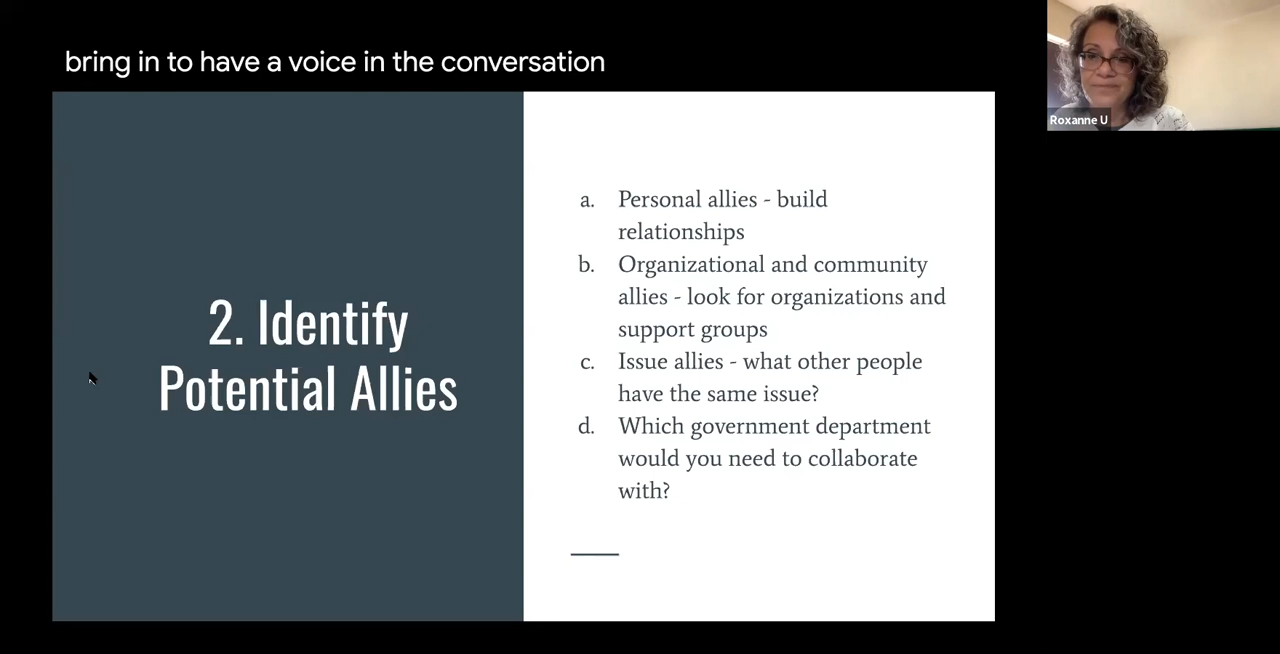 bring in to have a voice in the conversation
Roxanne U
2. Identify
Potential Allies
a. Personal allies - build
relationships
b. Organizational and community
allies - look for organizations and
support groups
c. Issue allies - what other people
have the same issue?
d. Which government department
would you need to collaborate
with?